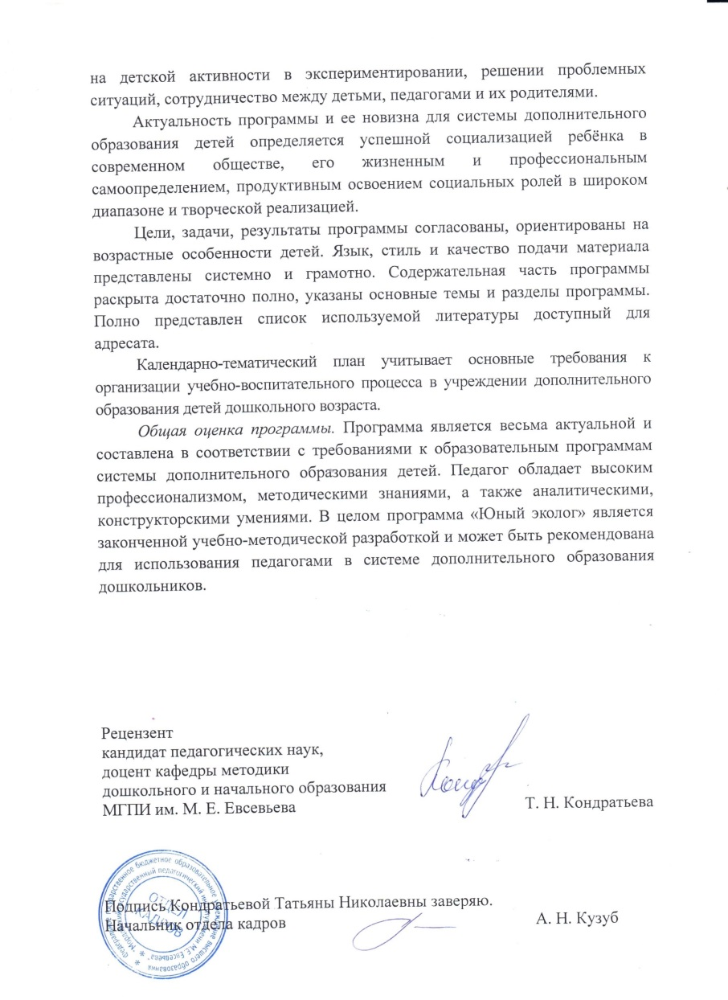 на детской активности в экспериментировании, решении проблемных
ситуаций, сотрудничество между детьми, педагогами и их родителями.
Актуальность программы и ее новизна для системы дополнительного
образования детей определяется успешной социализацией ребёнка в
современном обществе, его жизненным и профессиональным
самоопределением, продуктивным освоением социальных ролей в широком
диапазоне и творческой реализацией.
Цели, задачи, результаты программы согласованы, ориентированы на
возрастные особенности детей. Язык, стиль и качество подачи материала
представлены системно и грамотно. Содержательная часть программы
раскрыта достаточно полно, указаны основные темы и разделы программы.
Полно представлен список используемой литературы доступный для
адресата.
Календарно-тематический план учитывает основные требования к
организации учебно-воспитательного процесса в учреждении дополнительного
образования детей дошкольного возраста.
Общая оценка программы. Программа является весьма актуальной и
составлена в соответствии с требованиями к образовательным программам
системы дополнительного образования детей. Педагог обладает высоким
профессионализмом, методическими знаниями, а также аналитическими,
конструкторскими умениями. В целом программа «Юный эколог» является
законченной учебно-методической разработкой и может быть рекомендована
для использования педагогами в системе дополнительного образования
дошкольников.
Рецензент
кандидат педагогических наук,
доцент кафедры методики
дошкольного и начального образования
МГПИ им. М. Е. Евсевьева Т. Н. Кондратьева
Подпись Кондратьевой Татьяны Николаевны заверяю.
Начальник отдела кадров А. Н. Кузуб
ОТДЕЛ
КАДРОВ